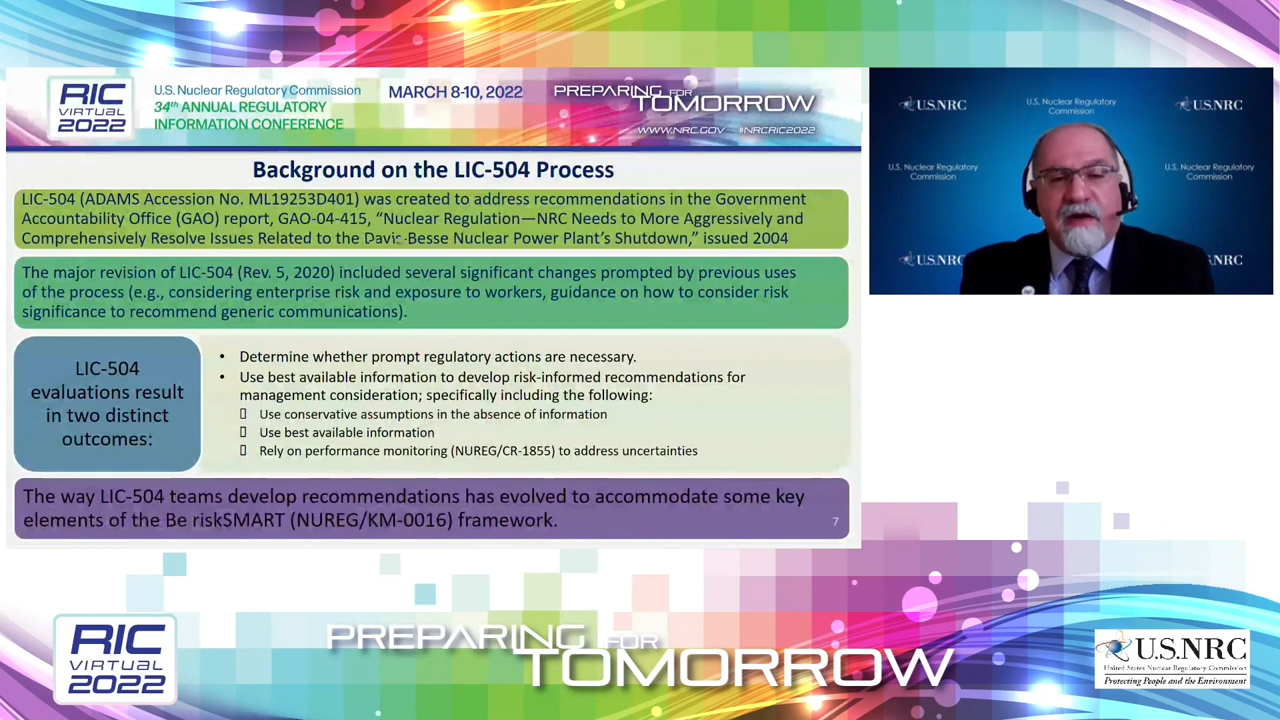 RIC
VIRTUAL
2022
U.S. Nuclear Regulatory Commission
34th ANNUAL REGULATORY
INFORMATION CONFERENCE
MARCH 8-10, 2022
PREPARING FOR
TOMORROW
WWW.NRC.GOV #NRCRIC2022
Background on the LIC-504 Process
LIC-504 (ADAMS Accession No. ML19253D401) was created to address recommendations in the Government
Accountability Office (GAO) report, GAO-04-415, “Nuclear Regulation—NRC Needs to More Aggressively and
Comprehensively Resolve Issues Related to the Davis-Besse Nuclear Power Plant’s Shutdown,” issued 2004
The major revision of LIC-504 (Rev. 5, 2020) included several significant changes prompted by previous uses
of the process (e.g., considering enterprise risk and exposure to workers, guidance on how to consider risk
significance to recommend generic communications).
LIC-504
evaluations result
in two distinct
outcomes:
• Determine whether prompt regulatory actions are necessary.
• Use best available information to develop risk-informed recommendations for
management consideration; specifically including the following:
Use conservative assumptions in the absence of information
Use best available information
Rely on performance monitoring (NUREG/CR-1855) to address uncertainties
The way LIC-504 teams develop recommendations has evolved to accommodate some key
elements of the Be riskSMART (NUREG/KM-0016) framework.
7
U.S.NRC
U.S. Nuclear Regulatory
Commission
U.S.NRC
U.S. Nuclear Regulatory
Commission
U.S. Nuclear Regulatory
Commission
U.S.NRC
NRC
RIC
VIRTUAL
2022
PREPARING FOR
TOMORROW
U.S.NRC
United States Nuclear Regulatory Commission
Protecting People and the Environment